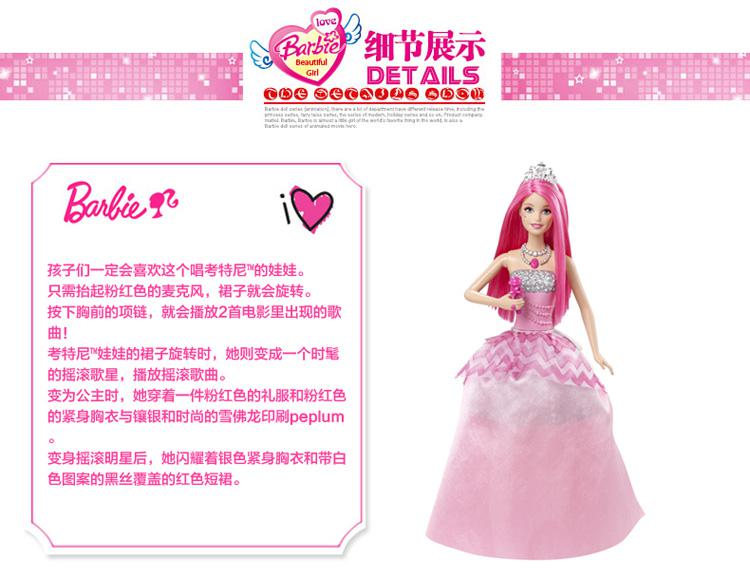 love
Barbie
Beautiful
Girl
细节展示
DETAILS
THE DETAILS SHOW
Barbie doll series (animation), there are a lot of department have different release time, including the
princess series, fairy tales series, the series of modern, holiday series and so on. Product company
mattel. Barbie, Barbie is almost a little girl of the world's favorite thing in the world, is also a
Barbie doll series of animated movie hero.
Barbie
i
孩子们一定会喜欢这个唱考特尼™的娃娃。
只需抬起粉红色的麦克风，裙子就会旋转。
按下胸前的项链，就会播放2首电影里出现的歌
曲！
考特尼™娃娃的裙子旋转时，她则变成一个时髦
的摇滚歌星，播放摇滚歌曲。
变为公主时，她穿着一件粉红色的礼服和粉红色
的紧身胸衣与镶银和时尚的雪佛龙印刷peplum
。
变身摇滚明星后，她闪耀着银色紧身胸衣和带白
色图案的黑丝覆盖的红色短裙。